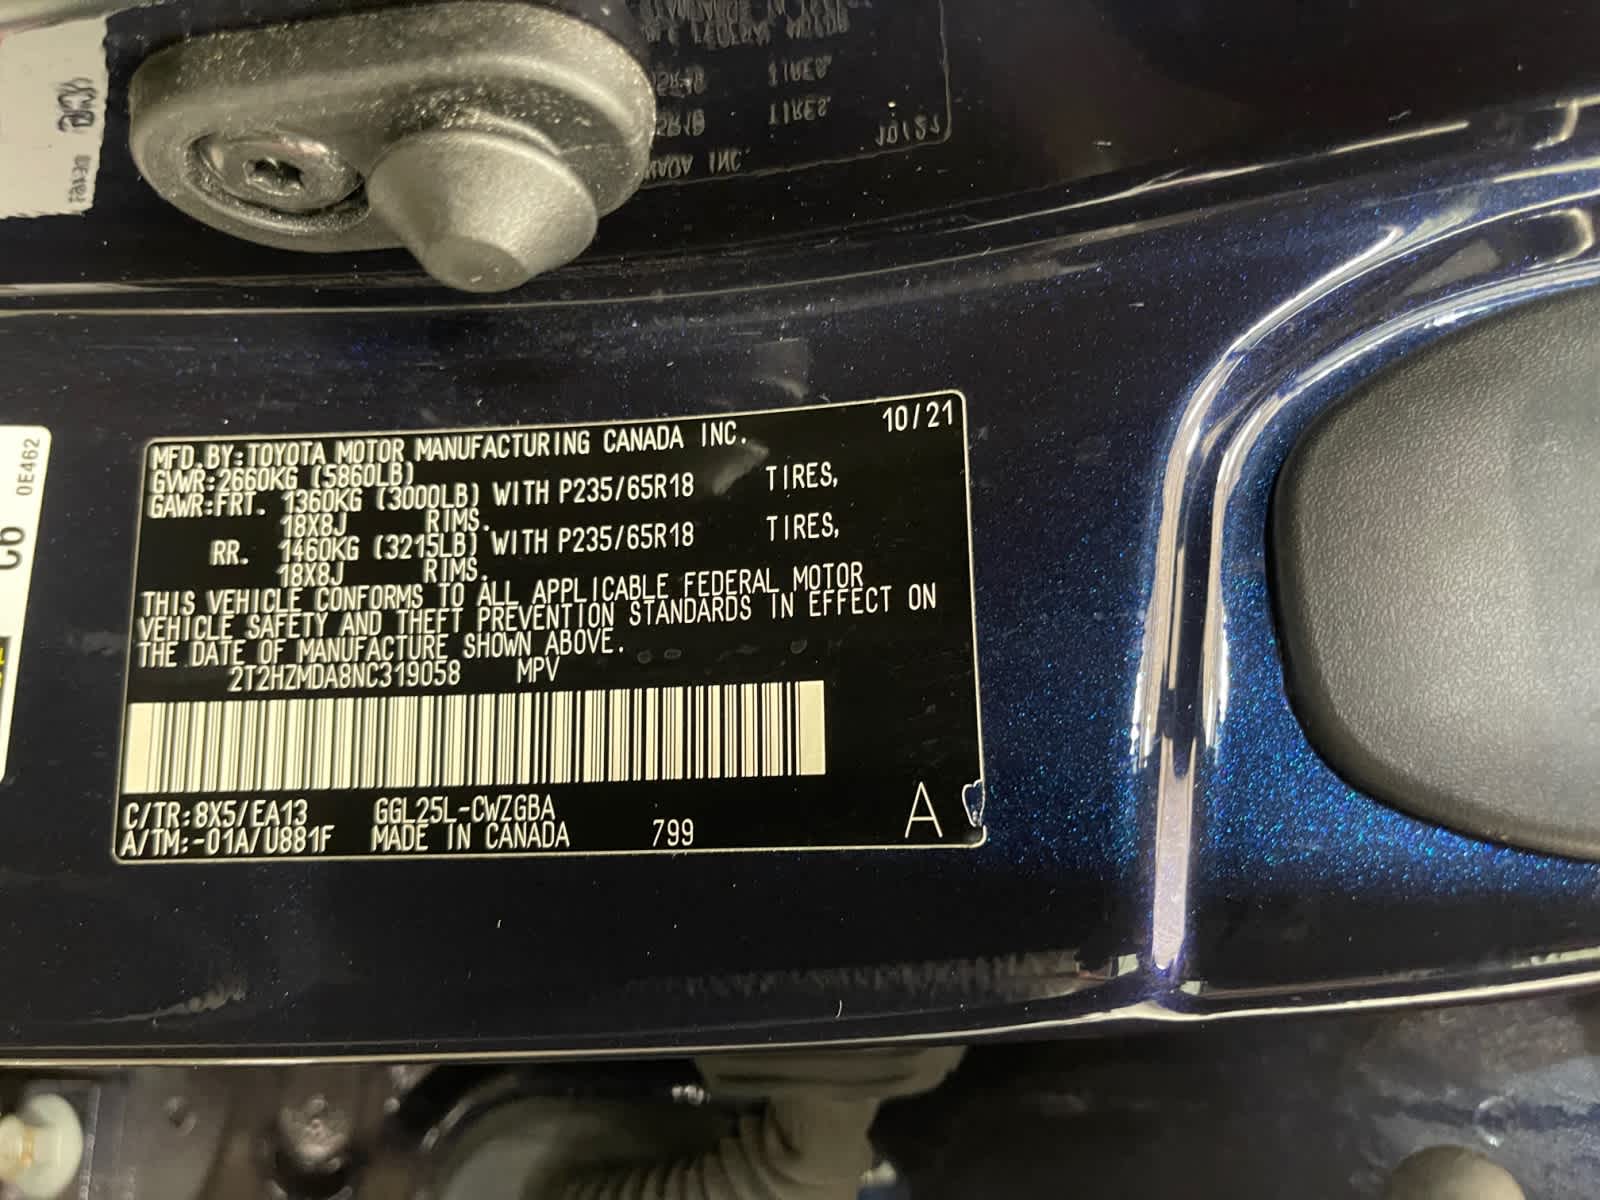 10/21
MFD.BY:TOYOTA MOTOR MANUFACTURING CANADA INC.
GVWR:2660KG (5860LB)
GAWR:FRT. 1360KG (3000LB) WITH P235/65R18 TIRES,
18X8J RIMS.
RR. 1460KG (3215LB) WITH P235/65R18 TIRES,
18X8J RIMS.
THIS VEHICLE CONFORMS TO ALL APPLICABLE FEDERAL MOTOR
VEHICLE SAFETY AND THEFT PREVENTION STANDARDS IN EFFECT ON
THE DATE OF MANUFACTURE SHOWN ABOVE.
2T2HZMDA8NC319058 MPV
C/TR:8X5/EA13 GGL25L-CWZGBA
A/TM:-01A/U881F MADE IN CANADA 799
A
0E462